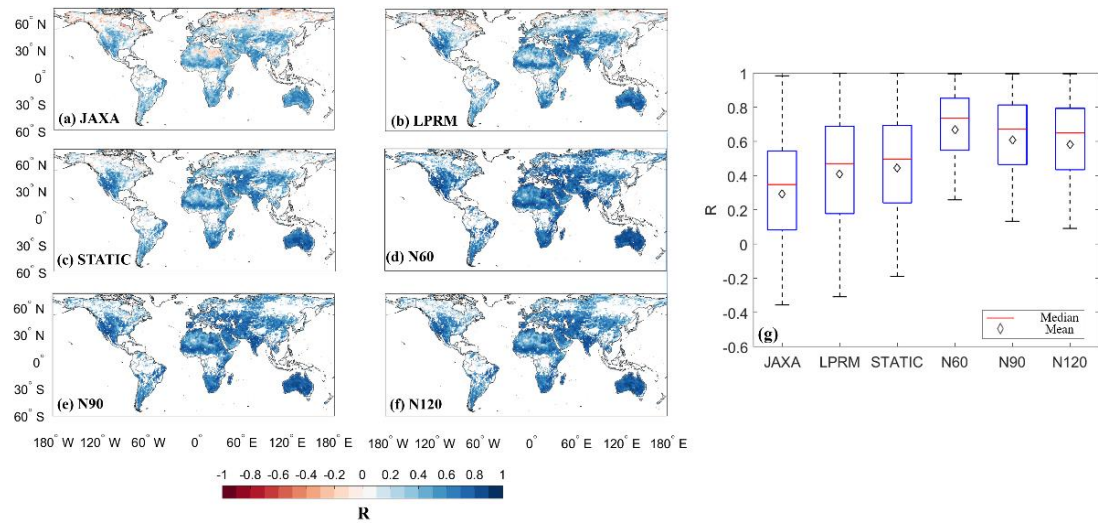 60° N
30° N
0°
30° S
60° S
(a) JAXA
(b) LPRM
60° N
30° N
0°
30° S
60° S
(c) STATIC
(d) N60
60° N
30° N
0°
30° S
60° S
(e) N90
(f) N120
180° W 120° W 60° W 0° 60° E 120° E 180° E
180° W 120° W 60° W 0° 60° E 120° E 180° E
-1 -0.8 -0.6 -0.4 -0.2 0 0.2 0.4 0.6 0.8 1
R
1
0.8
0.6
0.4
0.2
0
-0.2
-0.4
-0.6
R
Median
Mean
(g)
JAXA LPRM STATIC N60 N90 N120